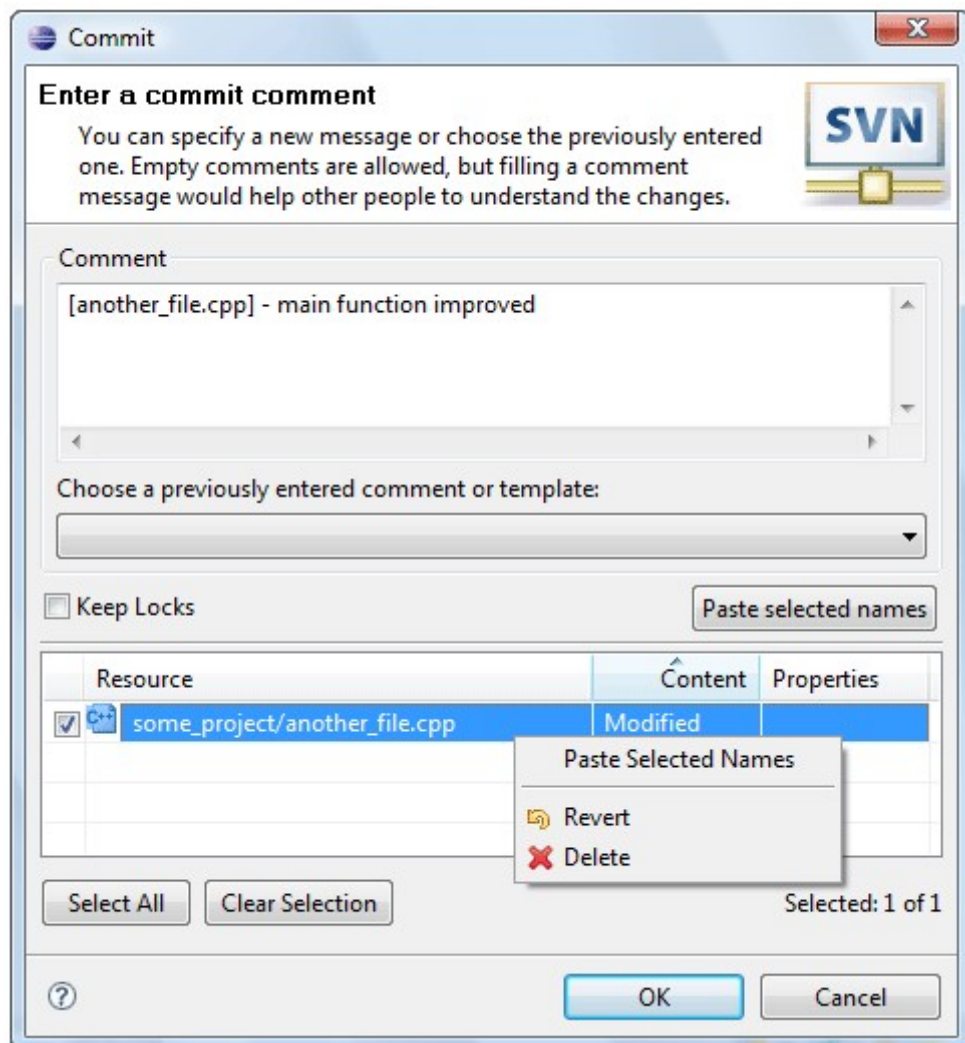 Commit
Enter a commit comment
You can specify a new message or choose the previously entered
one. Empty comments are allowed, but filling a comment
message would help other people to understand the changes.
SVN
Comment
[another_file.cpp] - main function improved
Choose a previously entered comment or template:
Keep Locks
Paste selected names
Resource Content Properties
C++ some_project/another_file.cpp Modified
Paste Selected Names
Revert
Delete
Select All Clear Selection Selected: 1 of 1
? OK Cancel